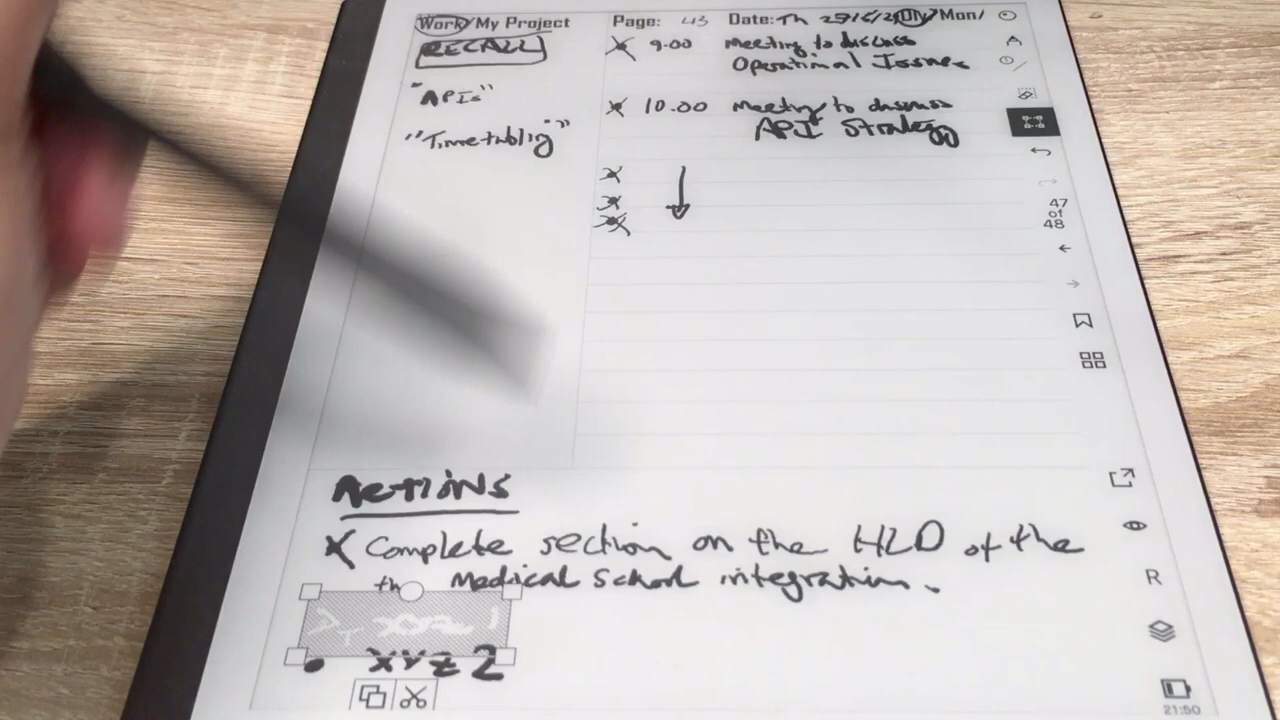 Work/My Project Page: 43 Date: Th Mon/
RECALL
"APIs"
"Timetabling"
X 9.00 Meeting to discuss
Operational Issues
X 10.00 Meeting to discuss
API Strategy
X
X
X
47
of
48
ACTIONS
X Complete section on the HLD of the
th Medical School integration.
• XYZ 2
R
21:50